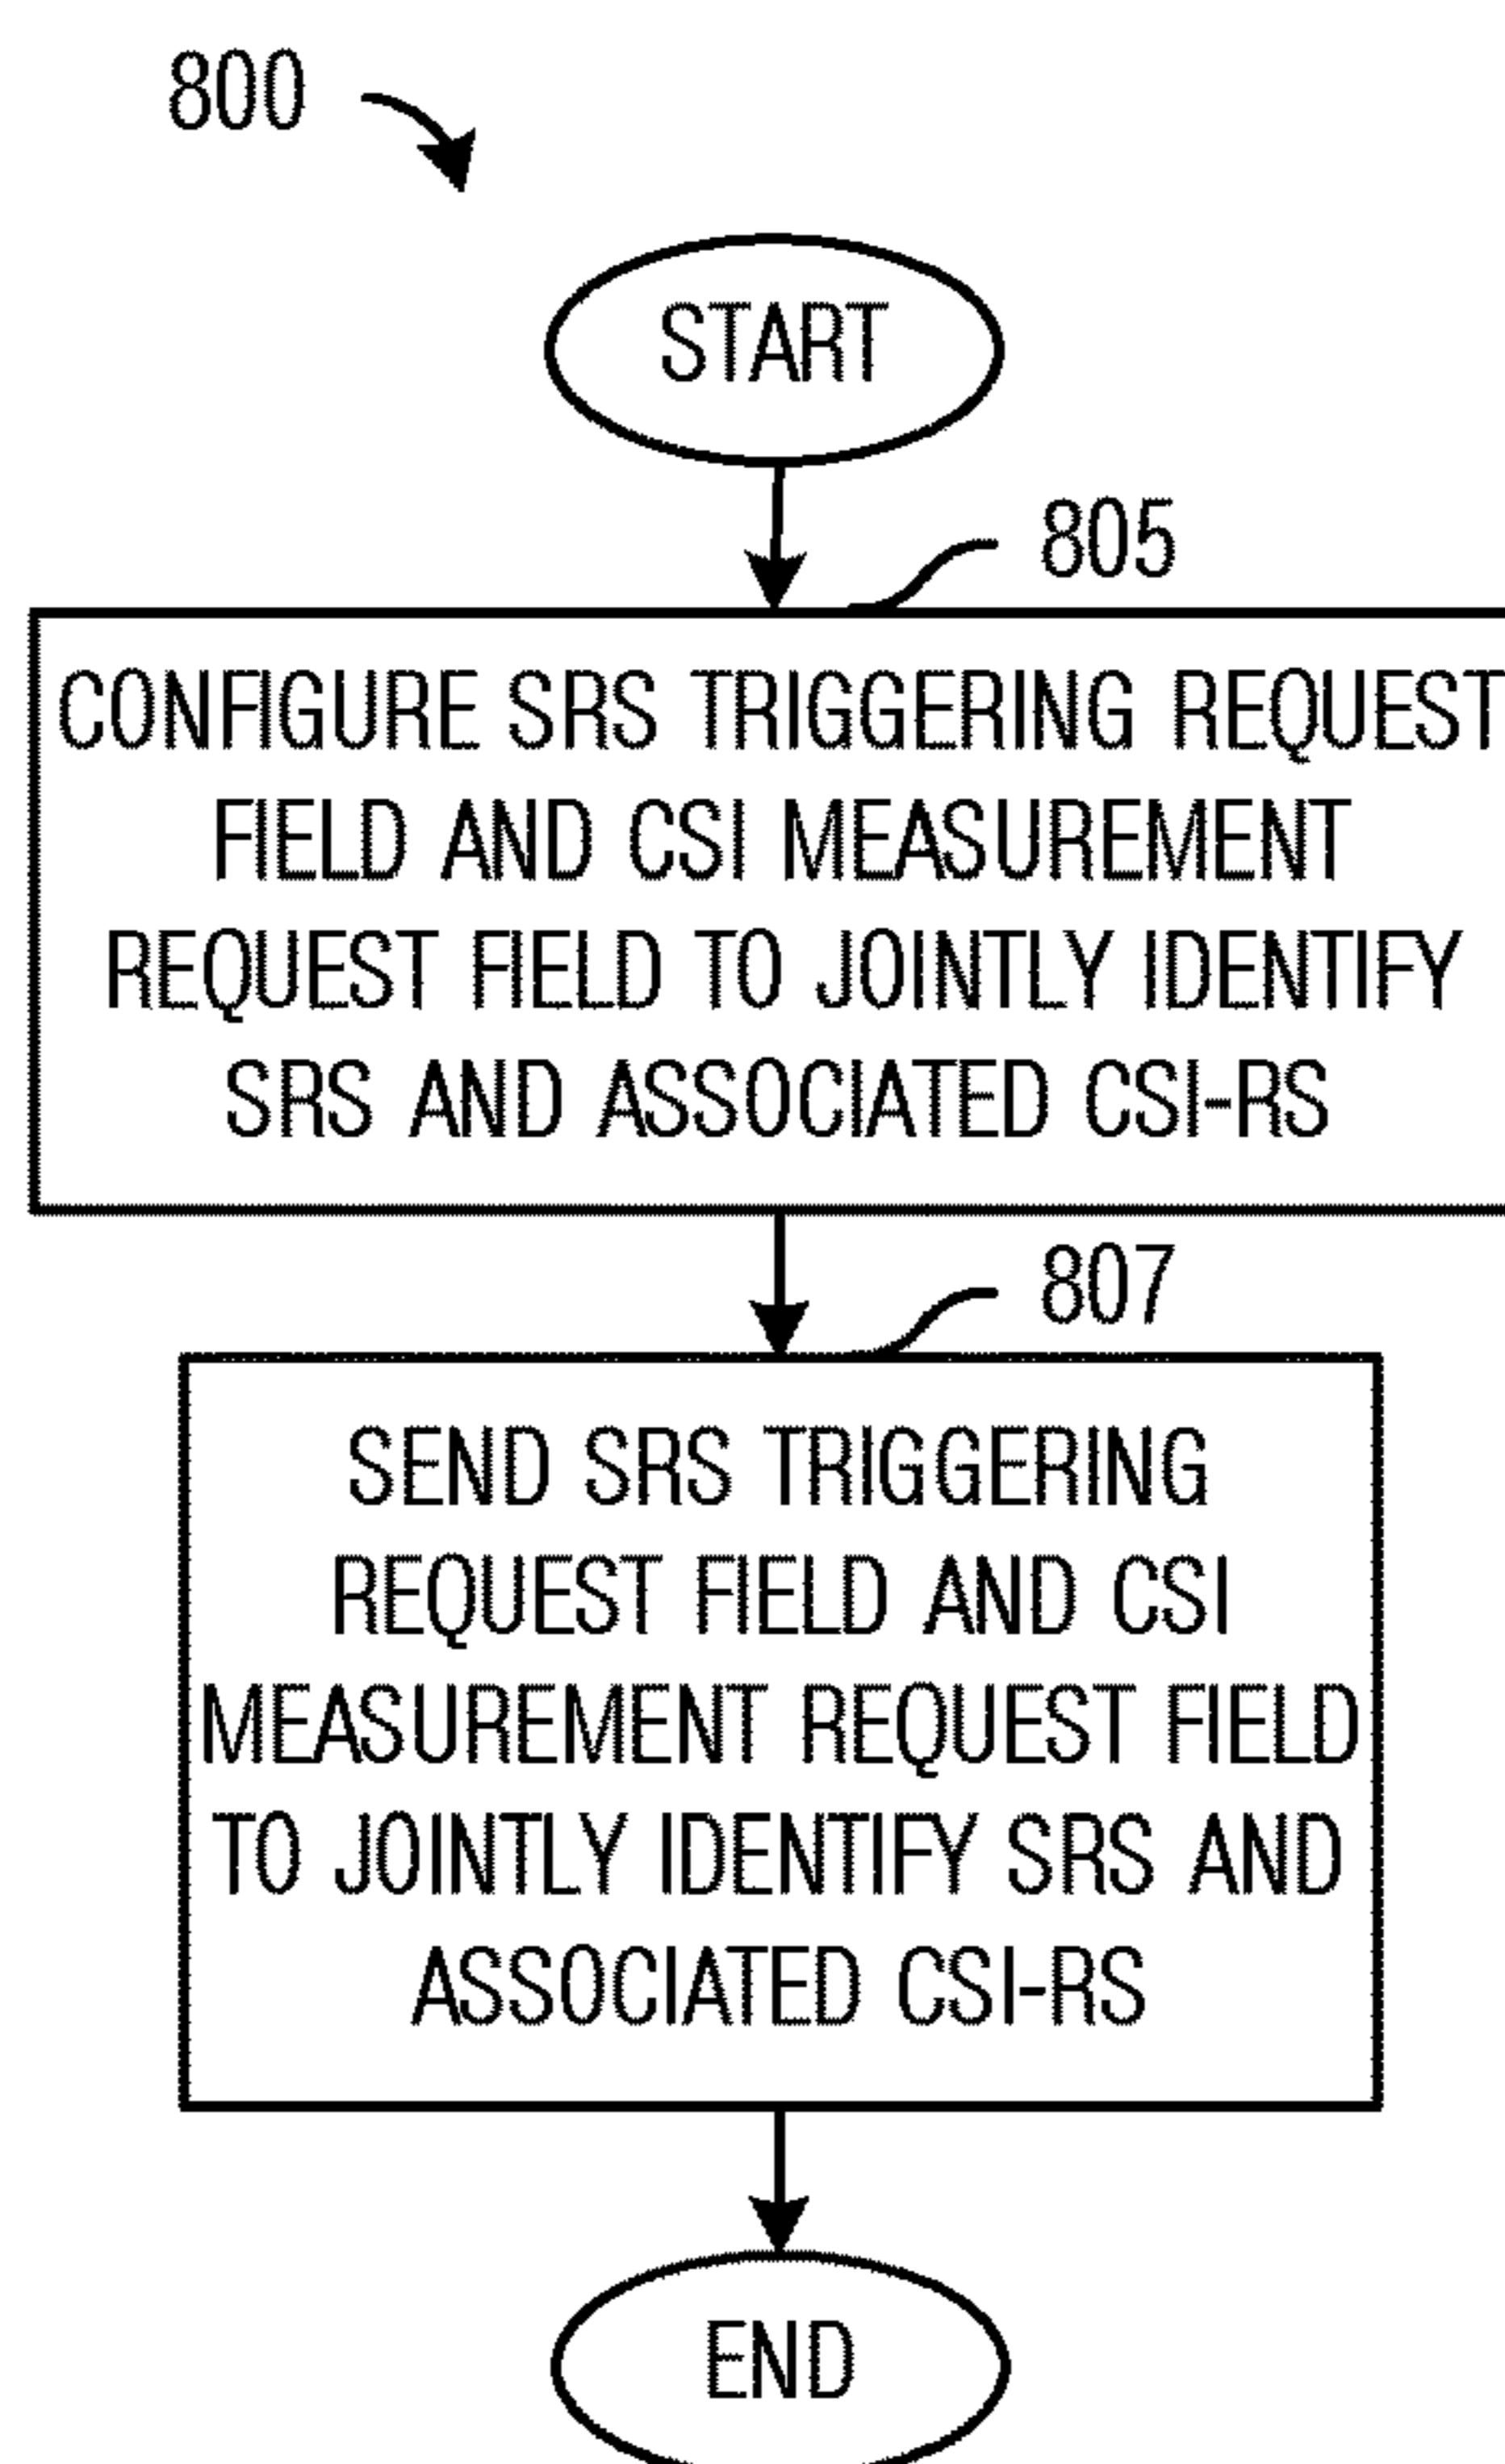 800
START
805
CONFIGURE SRS TRIGGERING REQUEST
FIELD AND CSI MEASUREMENT
REQUEST FIELD TO JOINTLY IDENTIFY
SRS AND ASSOCIATED CSI-RS
807
SEND SRS TRIGGERING
REQUEST FIELD AND CSI
MEASUREMENT REQUEST FIELD
TO JOINTLY IDENTIFY SRS AND
ASSOCIATED CSI-RS
END